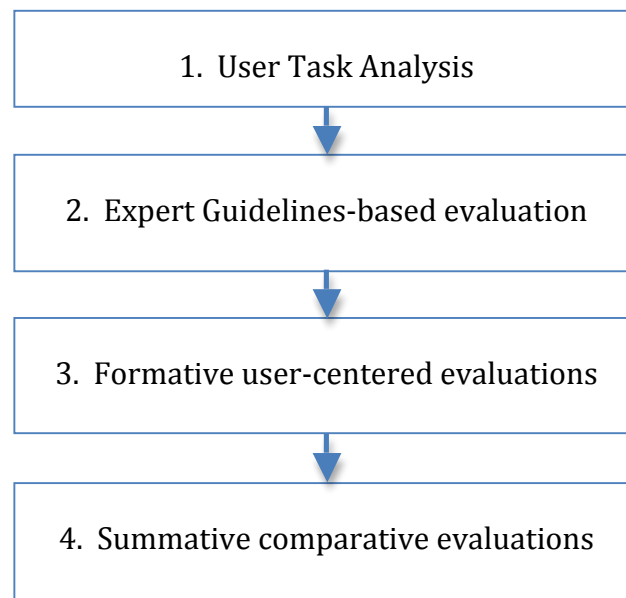 1. User Task Analysis
2. Expert Guidelines-based evaluation
3. Formative user-centered evaluations
4. Summative comparative evaluations